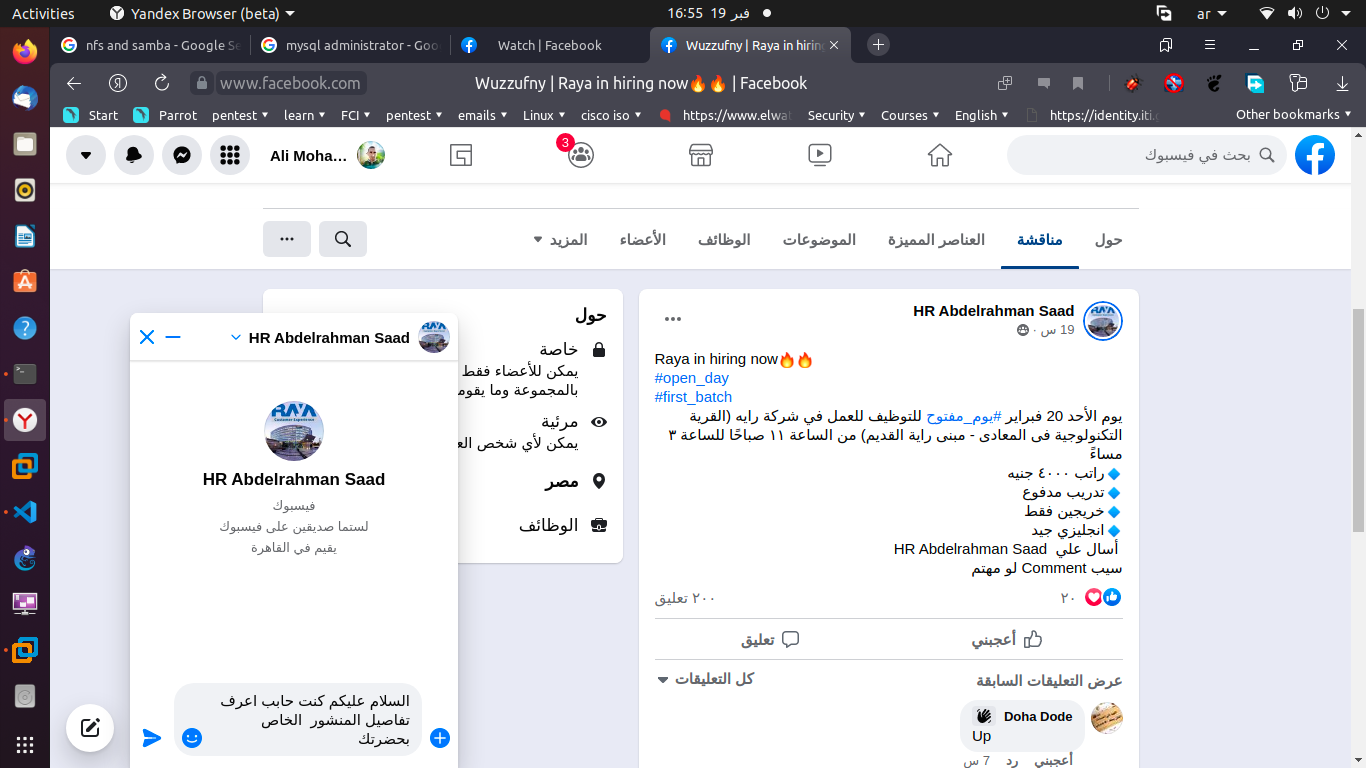 Activities
Yandex Browser (beta)
16:55 19 فبر
ar
nfs and samba - Google Se
mysql administrator - Goo
Watch | Facebook
Wuzzufny | Raya in hiring
www.facebook.com
Wuzzufny | Raya in hiring now🔥🔥 | Facebook
Start
Parrot
pentest
learn
FCI
pentest
emails
Linux
cisco iso
https://www.elwat
Security
Courses
English
https://identity.iti.g
Other bookmarks
بحث في فيسبوك
3
Ali Moha...
حول
مناقشة
العناصر المميزة
الموضوعات
الوظائف
الأعضاء
المزيد
HR Abdelrahman Saad
19 س ·
Raya in hiring now🔥🔥
#open_day
#first_batch
يوم الأحد 20 فبراير #يوم_مفتوح للتوظيف للعمل في شركة رايه (القرية
التكنولوجية فى المعادى - مبنى راية القديم) من الساعة ١١ صباحًا للساعة ٣
مساءً
🔹راتب ٤٠٠٠ جنيه
🔹تدريب مدفوع
🔹خريجين فقط
🔹انجليزي جيد
أسال علي HR Abdelrahman Saad
سيب Comment لو مهتم
٢٠
٢٠٠ تعليق
أعجبني
تعليق
عرض التعليقات السابقة
كل التعليقات
Doha Dode
Up
أعجبني رد 7 س
حول
خاصة
يمكن للأعضاء فقط
بالمجموعة وما يقوم
مرئية
يمكن لأي شخص الع
مصر
الوظائف
HR Abdelrahman Saad
RAYA
Customer Experience
HR Abdelrahman Saad
فيسبوك
لستما صديقين على فيسبوك
يقيم في القاهرة
السلام عليكم كنت حابب اعرف
تفاصيل المنشور الخاص
بحضرتك